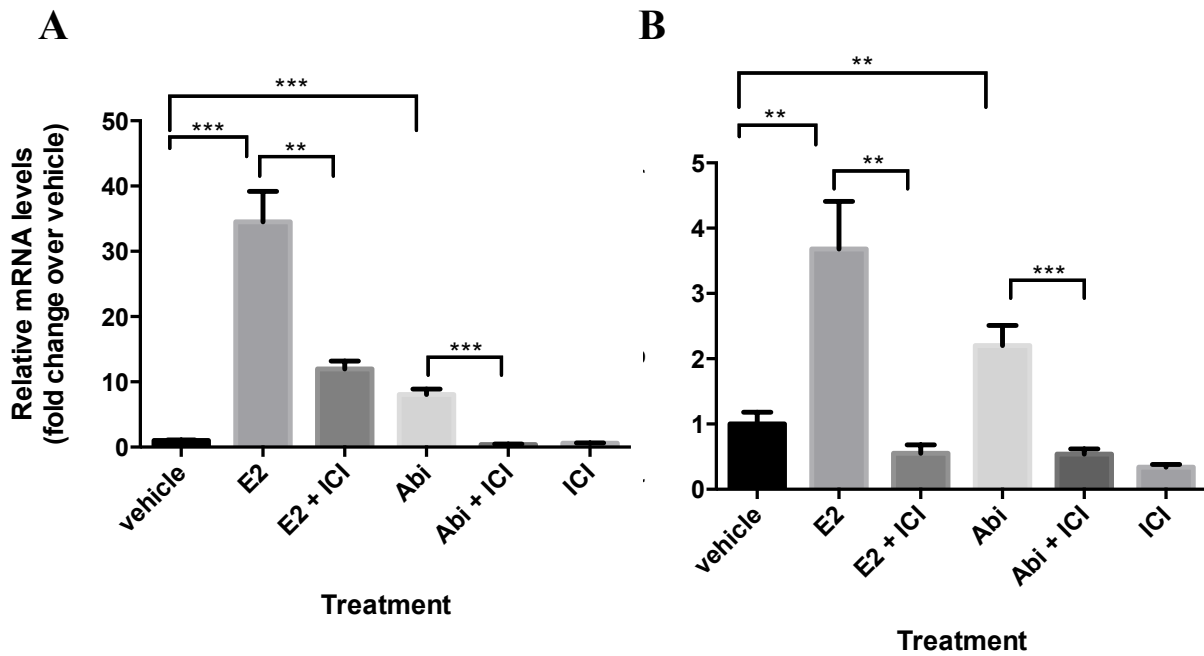 A
***
***
**
***
Relative mRNA levels
(fold change over vehicle)
50
40
30
20
10
0
vehicle
E2
E2 + ICI
Abi
Abi + ICI
ICI
Treatment
B
**
**
**
***
5
4
3
2
1
0
vehicle
E2
E2 + ICI
Abi
Abi + ICI
ICI
Treatment